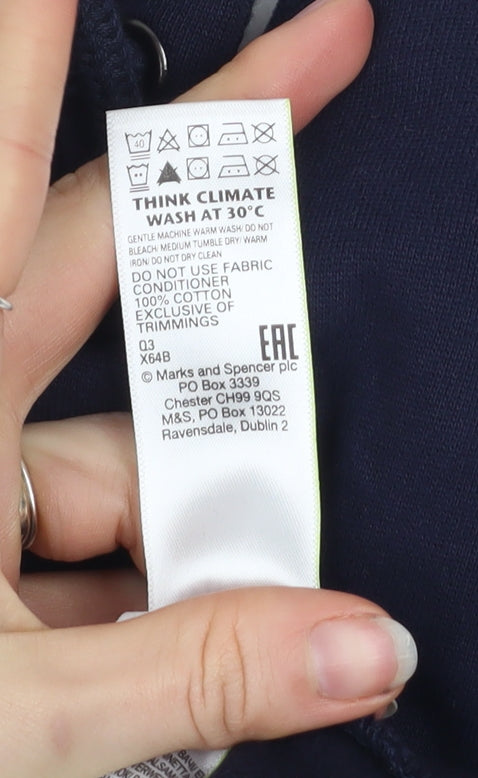 40
THINK CLIMATE
WASH AT 30°C
GENTLE MACHINE WARM WASH/ DO NOT
BLEACH/ MEDIUM TUMBLE DRY/ WARM
IRON/ DO NOT DRY CLEAN
DO NOT USE FABRIC
CONDITIONER
100% COTTON
EXCLUSIVE OF
TRIMMINGS
Q3
X64B
EAC
© Marks and Spencer plc
PO Box 3339
Chester CH99 9QS
M&S, PO Box 13022
Ravensdale, Dublin 2